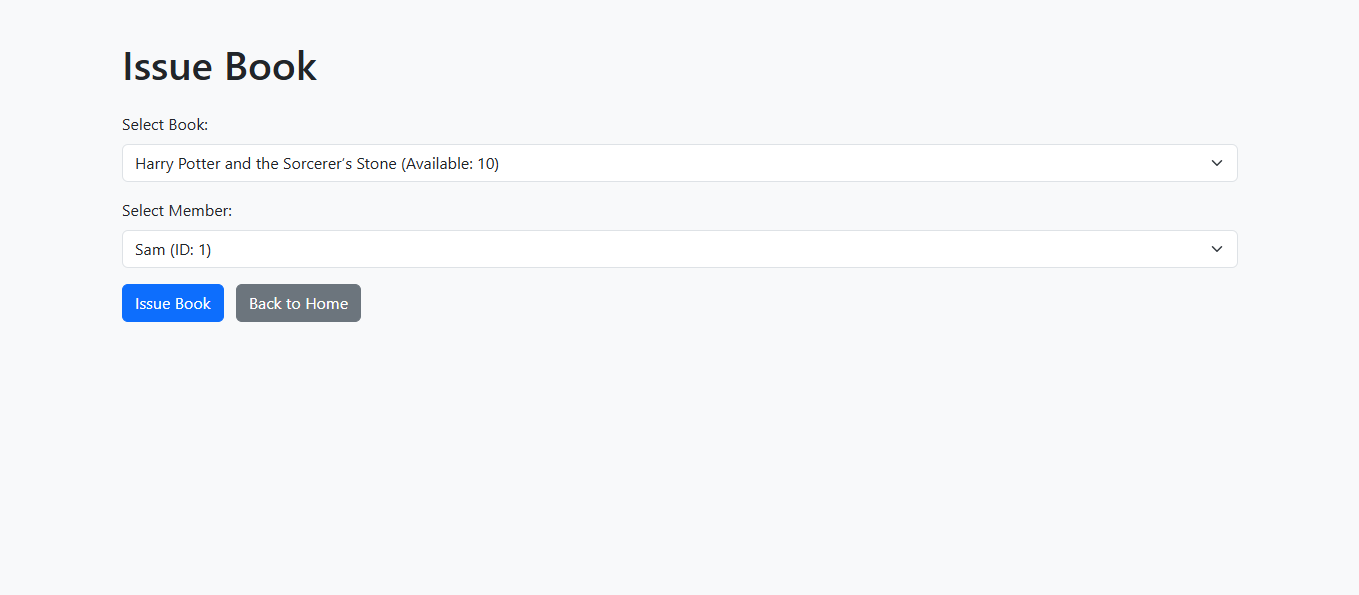 Issue Book
Select Book:
Harry Potter and the Sorcerer’s Stone (Available: 10)
Select Member:
Sam (ID: 1)
Issue Book Back to Home